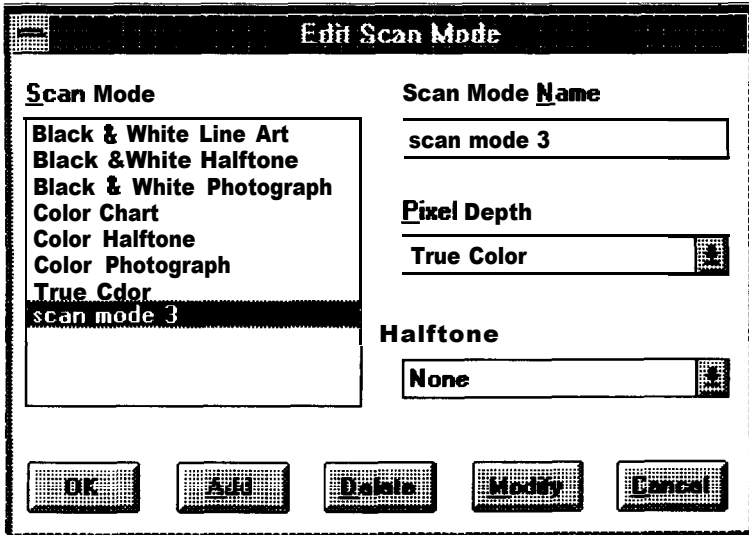 Edit Scan Mode
Scan Mode
Black & White Line Art
Black &White Halftone
Black & White Photograph
Color Chart
Color Halftone
Color Photograph
True Cdor
scan mode 3
Scan Mode Name
scan mode 3
Pixel Depth
True Color
Halftone
None
OK
Add
Delete
Modify
Cancel